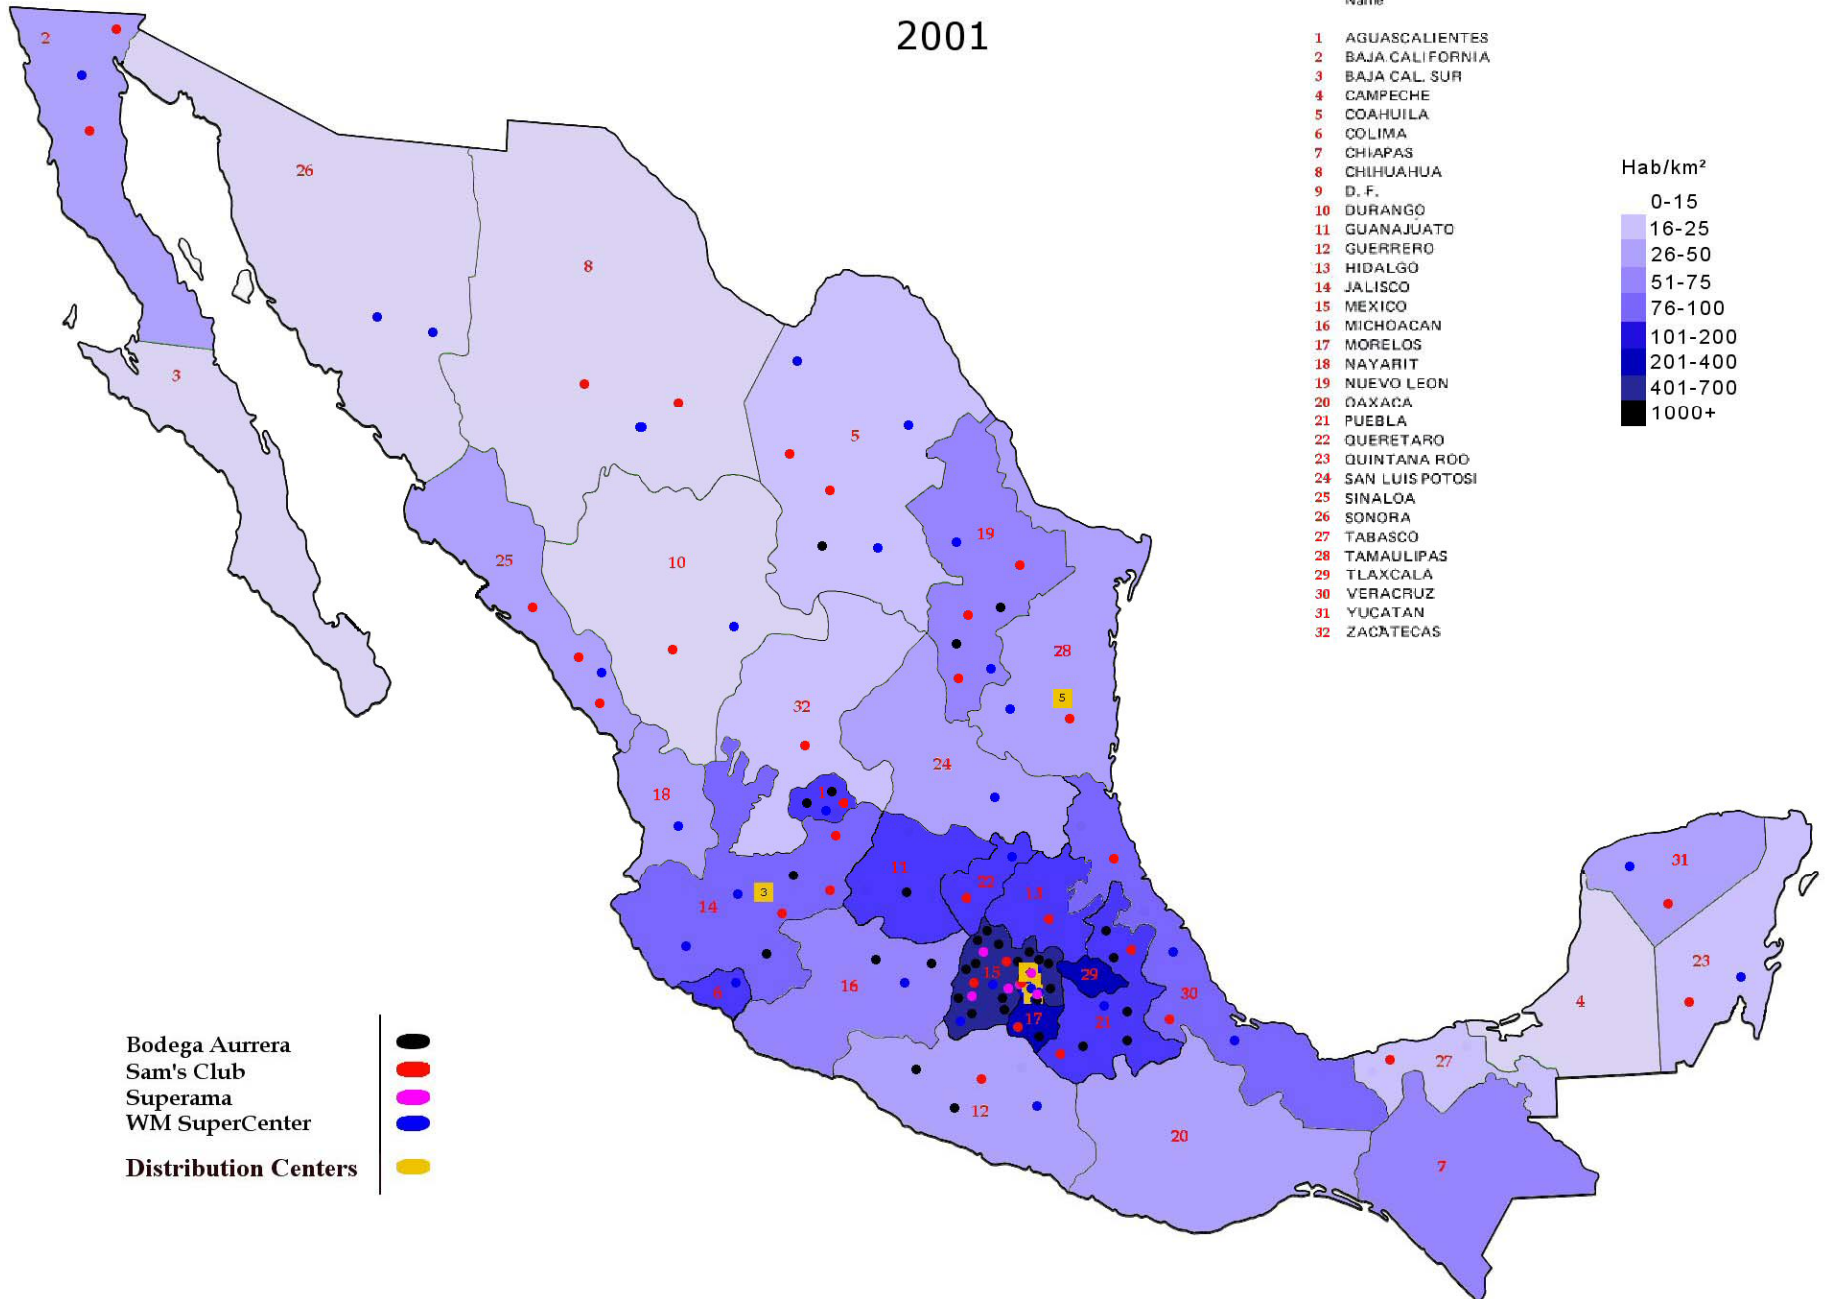 2001
Name
1 AGUASCALIENTES
2 BAJA CALIFORNIA
3 BAJA CAL. SUR
4 CAMPECHE
5 COAHUILA
6 COLIMA
7 CHIAPAS
8 CHIHUAHUA
9 D. F.
10 DURANGO
11 GUANAJUATO
12 GUERRERO
13 HIDALGO
14 JALISCO
15 MEXICO
16 MICHOACAN
17 MORELOS
18 NAYARIT
19 NUEVO LEON
20 OAXACA
21 PUEBLA
22 QUERETARO
23 QUINTANA ROO
24 SAN LUIS POTOSI
25 SINALOA
26 SONORA
27 TABASCO
28 TAMAULIPAS
29 TLAXCALA
30 VERACRUZ
31 YUCATAN
32 ZACATECAS
Hab/km²
0-15
16-25
26-50
51-75
76-100
101-200
201-400
401-700
1000+
2
26
8
3
5
19
25
10
28
5
32
24
18
1
11
22
13
31
3
14
15
29
23
16
6
30
4
17
21
27
12
20
7
Bodega Aurrera
Sam's Club
Superama
WM SuperCenter
Distribution Centers